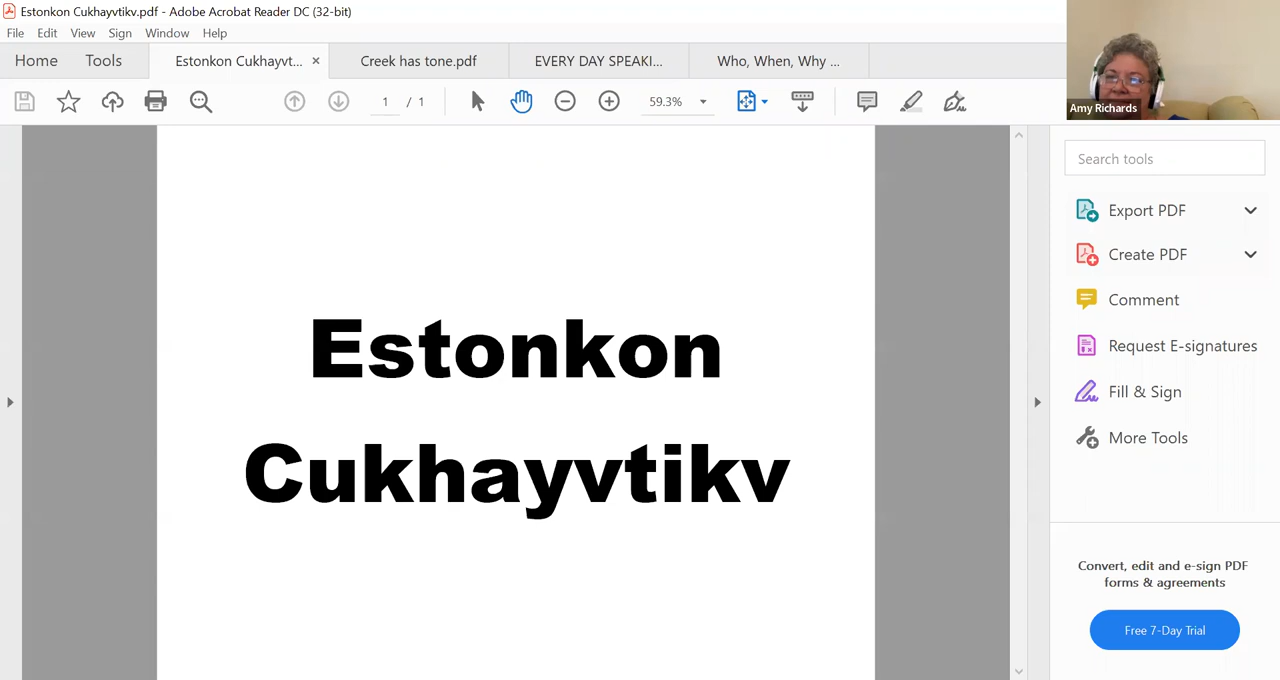 Estonkon Cukhayvtikv.pdf - Adobe Acrobat Reader DC (32-bit)
File Edit View Sign Window Help
Home Tools Estonkon Cukhayvt... × Creek has tone.pdf EVERY DAY SPEAKI... Who, When, Why ...
1 / 1 59.3%
Amy Richards
Search tools
Export PDF
Create PDF
Comment
Request E-signatures
Fill & Sign
More Tools
Convert, edit and e-sign PDF
forms & agreements
Free 7-Day Trial
Estonkon
Cukhayvtikv